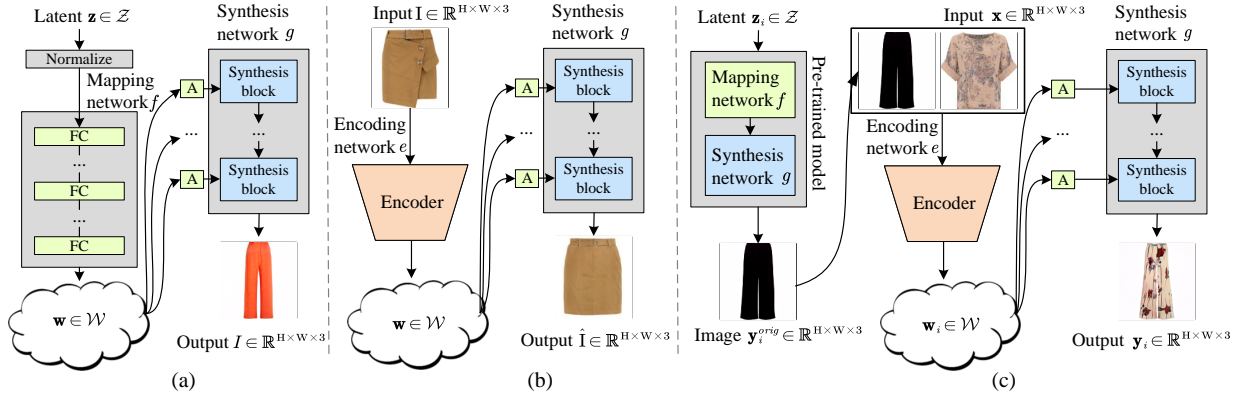 Latent z ∈ 𝒵
Normalize
Mapping
network f
FC
...
FC
...
FC
w ∈ 𝒲
Synthesis
network g
A
Synthesis
block
...
...
A
Synthesis
block
Output I ∈ ℝ^{H×W×3}
(a)
Input I ∈ ℝ^{H×W×3}
Encoding
network e
Encoder
w ∈ 𝒲
Synthesis
network g
A
Synthesis
block
...
...
A
Synthesis
block
Output Î ∈ ℝ^{H×W×3}
(b)
Latent z_i ∈ 𝒵
Mapping
network f
Synthesis
network g
Pre-trained model
Image y_i^{orig} ∈ ℝ^{H×W×3}
Input x ∈ ℝ^{H×W×3}
Encoding
network e
Encoder
w_i ∈ 𝒲
Synthesis
network g
A
Synthesis
block
...
...
A
Synthesis
block
Output y_i ∈ ℝ^{H×W×3}
(c)